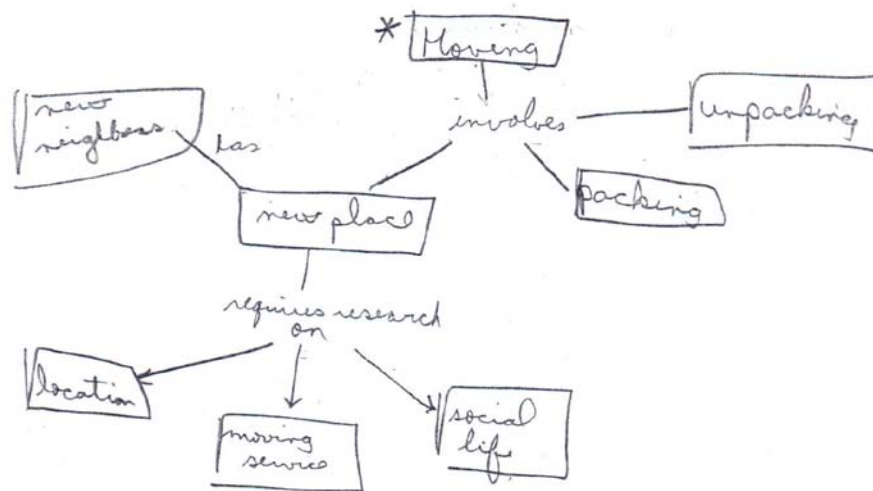 * Moving
new
neighbors
has
involves
unpacking
packing
new place
requires research
on
location
moving
service
social
life